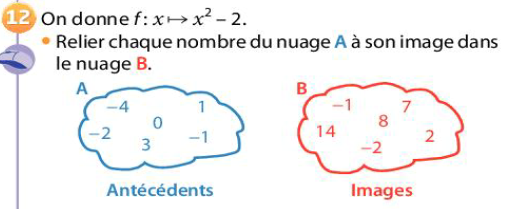 12 On donne f : x ↦ x² – 2.
• Relier chaque nombre du nuage A à son image dans
le nuage B.
A
–4 1
0
–2 –1
3
Antécédents
B
–1 7
8
14 2
–2
Images